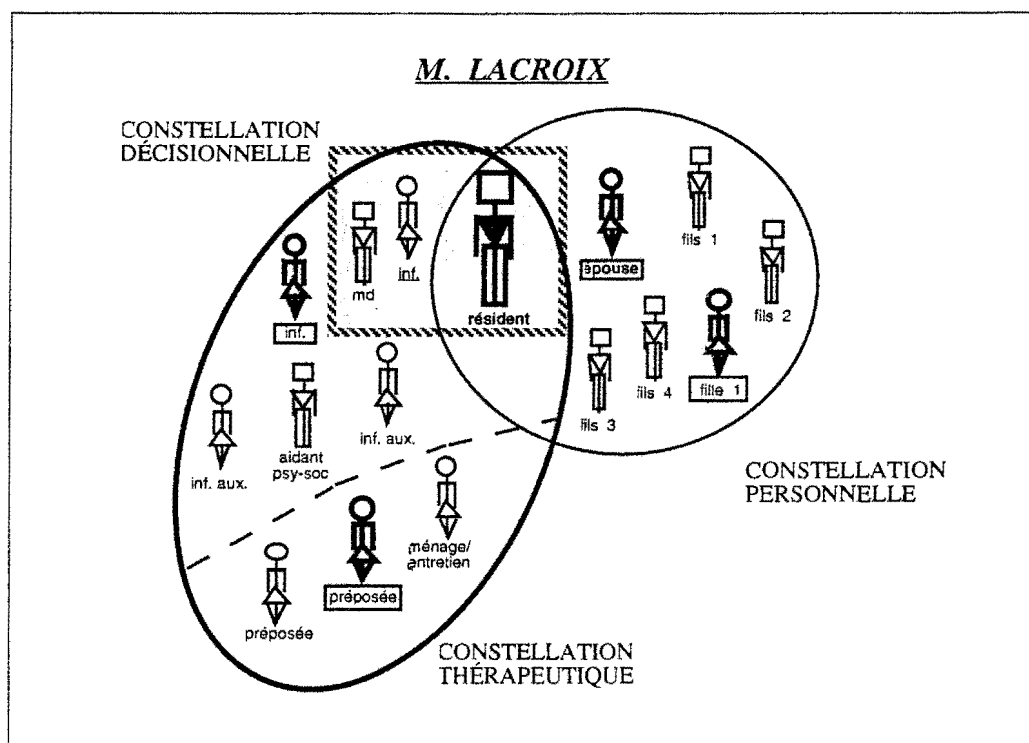 M. LACROIX
CONSTELLATION
DÉCISIONNELLE
md
inf.
résident
épouse
fils 1
fils 2
inf.
fils 3
fils 4
fille 1
inf. aux.
aidant
psy-soc
inf. aux.
CONSTELLATION
PERSONNELLE
ménage/
entretien
préposée
préposée
CONSTELLATION
THÉRAPEUTIQUE